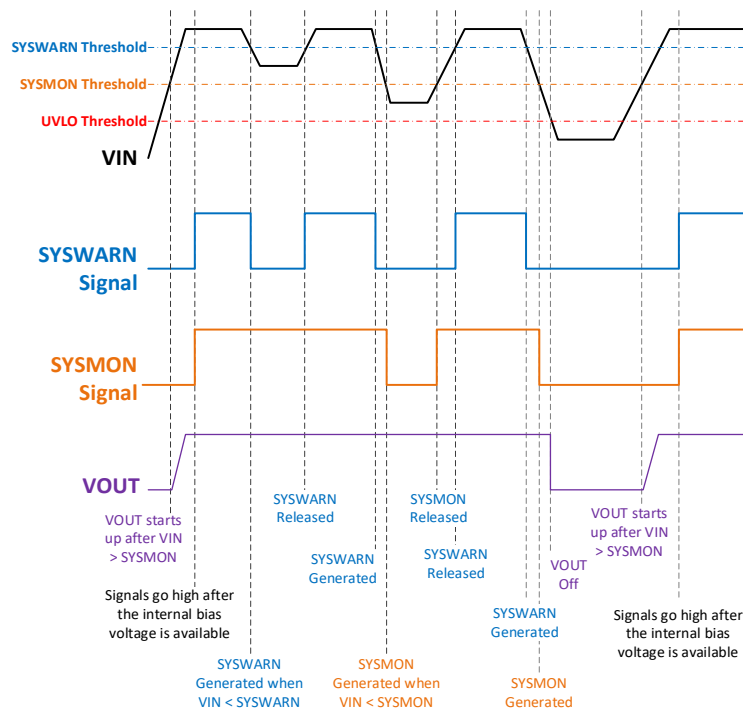 SYSWARN Threshold
SYSMON Threshold
UVLO Threshold
VIN
SYSWARN
Signal
SYSMON
Signal
VOUT
VOUT starts
up after VIN
> SYSMON
Signals go high after
the internal bias
voltage is available
SYSWARN
Generated when
VIN < SYSWARN
SYSWARN
Released
SYSWARN
Generated
SYSMON
Generated when
VIN < SYSMON
SYSMON
Released
SYSWARN
Released
SYSWARN
Generated
SYSMON
Generated
VOUT
Off
VOUT starts
up after VIN
> SYSMON
Signals go high after
the internal bias
voltage is available